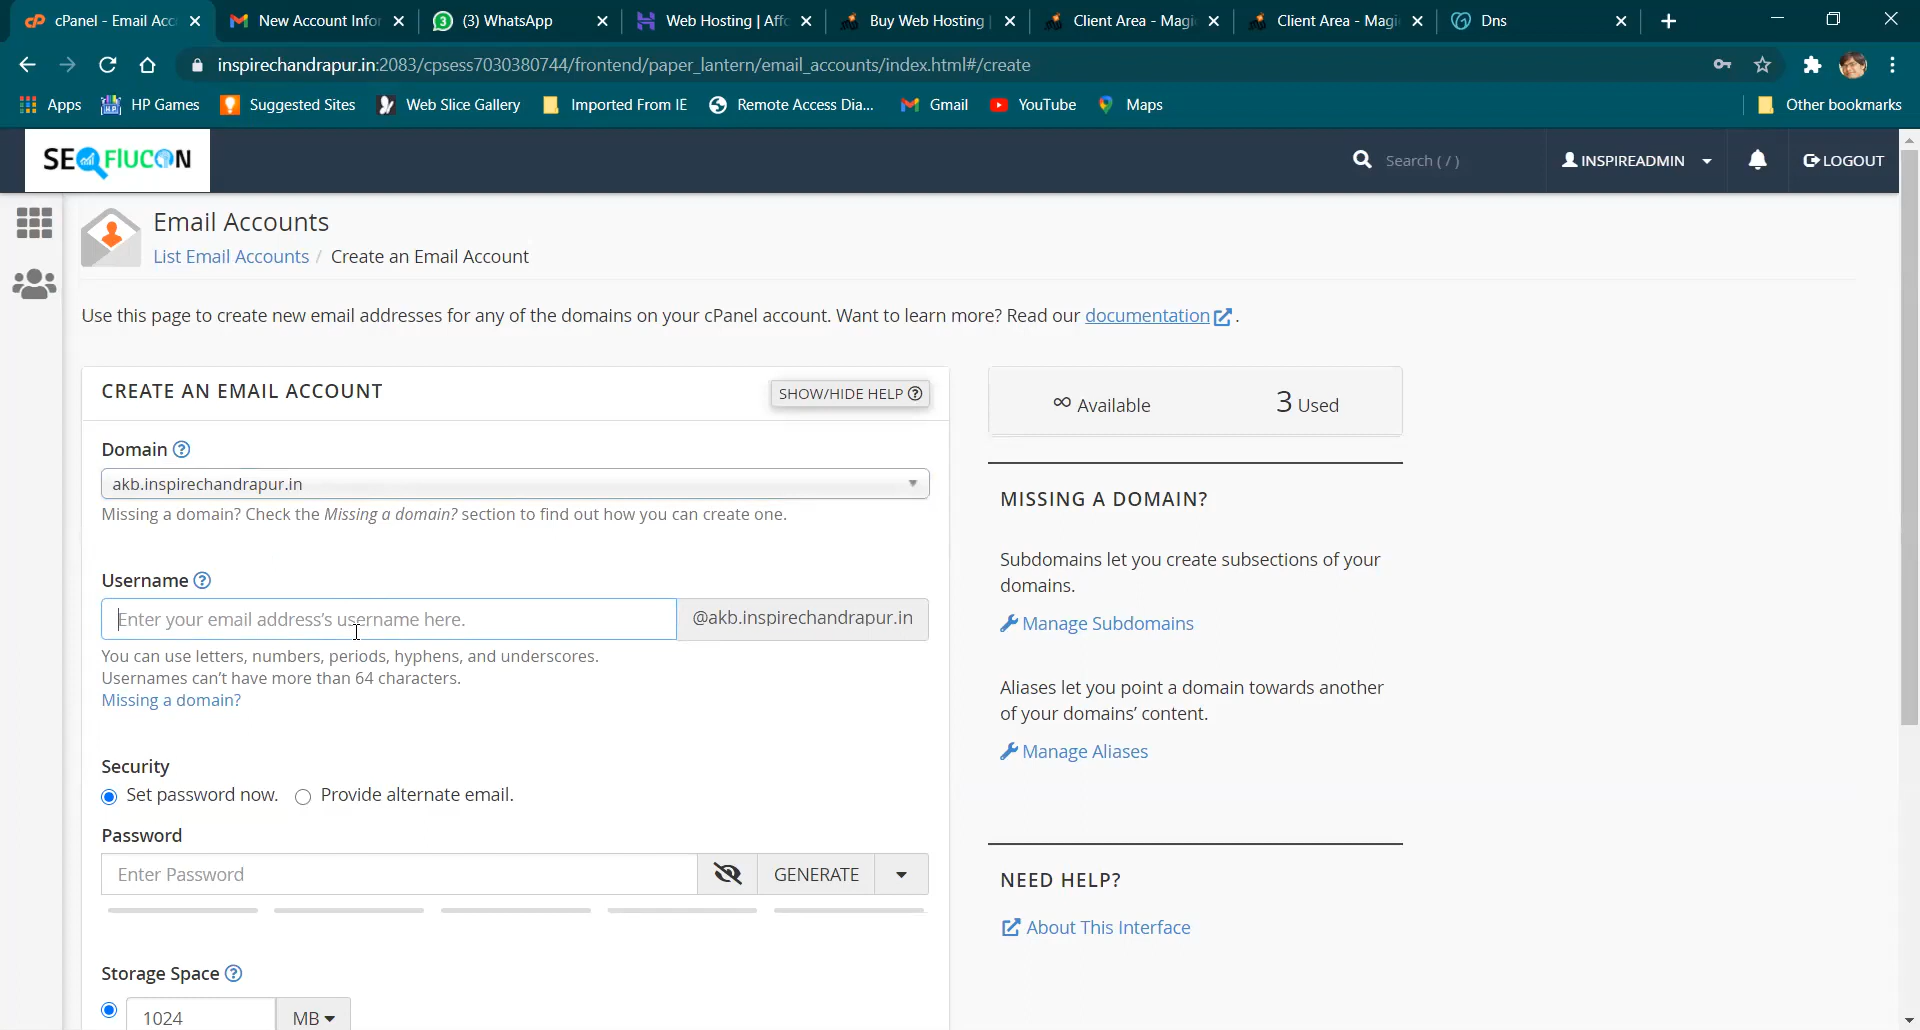 cPanel - Email Acc
New Account Infor
(3) WhatsApp
Web Hosting | Affo
Buy Web Hosting |
Client Area - Magi
Client Area - Magi
Dns
inspirechandrapur.in:2083/cpsess7030380744/frontend/paper_lantern/email_accounts/index.html#/create
Apps
HP Games
Suggested Sites
Web Slice Gallery
Imported From IE
Remote Access Dia...
Gmail
YouTube
Maps
Other bookmarks
SEOFIUCON
Search ( / )
INSPIREADMIN
LOGOUT
Email Accounts
List Email Accounts / Create an Email Account
Use this page to create new email addresses for any of the domains on your cPanel account. Want to learn more? Read our documentation.
CREATE AN EMAIL ACCOUNT
SHOW/HIDE HELP
Domain
akb.inspirechandrapur.in
Missing a domain? Check the Missing a domain? section to find out how you can create one.
Username
Enter your email address's username here.
@akb.inspirechandrapur.in
You can use letters, numbers, periods, hyphens, and underscores.
Usernames can't have more than 64 characters.
Missing a domain?
Security
Set password now.
Provide alternate email.
Password
Enter Password
GENERATE
Storage Space
1024
MB
∞ Available
3 Used
MISSING A DOMAIN?
Subdomains let you create subsections of your
domains.
Manage Subdomains
Aliases let you point a domain towards another
of your domains' content.
Manage Aliases
NEED HELP?
About This Interface